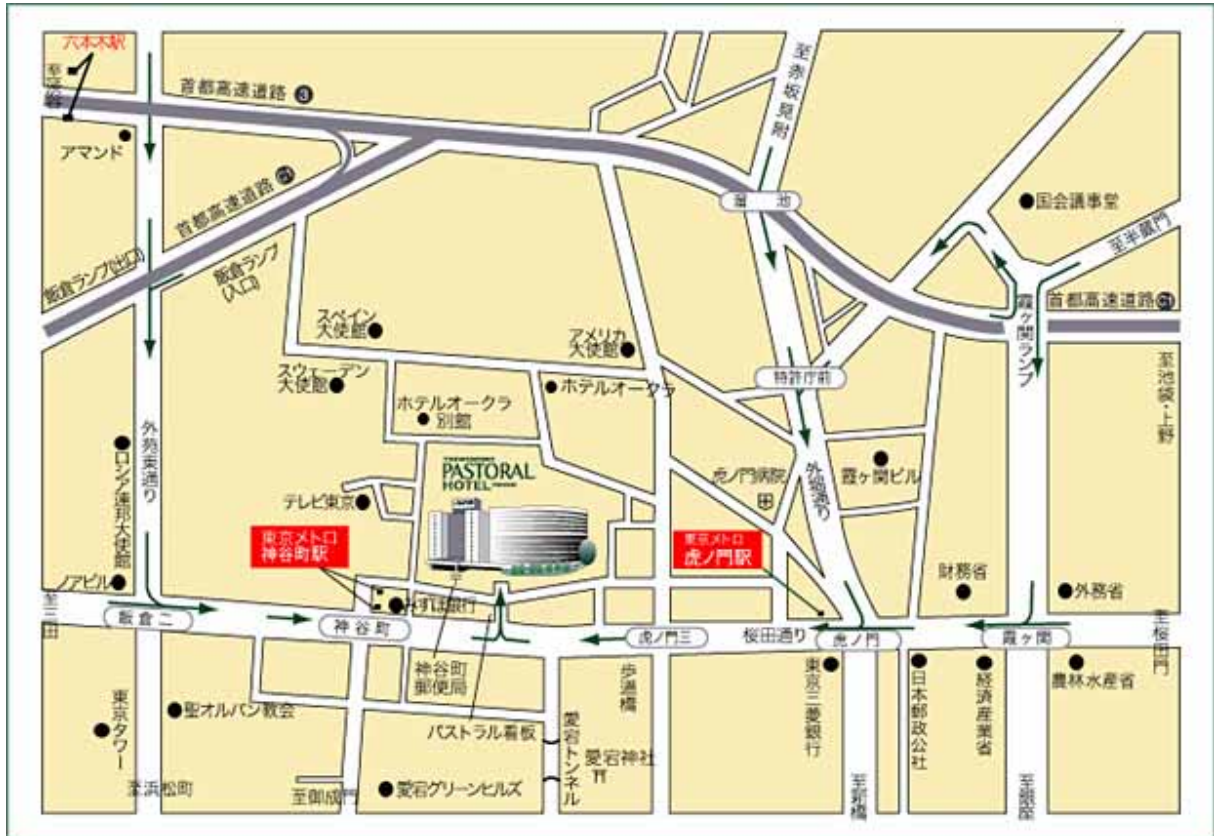 六本木駅
至渋谷
首都高速道路 3
至赤坂見附
アマンド
首都高速道路 C1
飯倉ランプ(出口)
飯倉ランプ
(入口)
溜池
国会議事堂
至半蔵門
首都高速道路 C1
霞ヶ関ランプ
スペイン
大使館
アメリカ
大使館
スウェーデン
大使館
ホテルオークラ
特許庁前
至池袋・上野
ホテルオークラ
別館
外苑東通り
ロシア連邦大使館
PASTORAL
HOTEL
虎ノ門病院
外堀通り
霞ヶ関ビル
テレビ東京
東京メトロ
神谷町駅
東京メトロ
虎ノ門駅
ノアビル
みずほ銀行
財務省
外務省
至三田
飯倉二
神谷町
虎ノ門三
桜田通り
虎ノ門
霞ヶ関
至桜田門
神谷町
郵便局
歩道橋
東京三菱銀行
日本郵政公社
経済産業省
農林水産省
東京タワー
聖オルバン教会
パストラル看板
愛宕トンネル
愛宕神社
至浜松町
至御成門
愛宕グリーンヒルズ
至新橋
至銀座